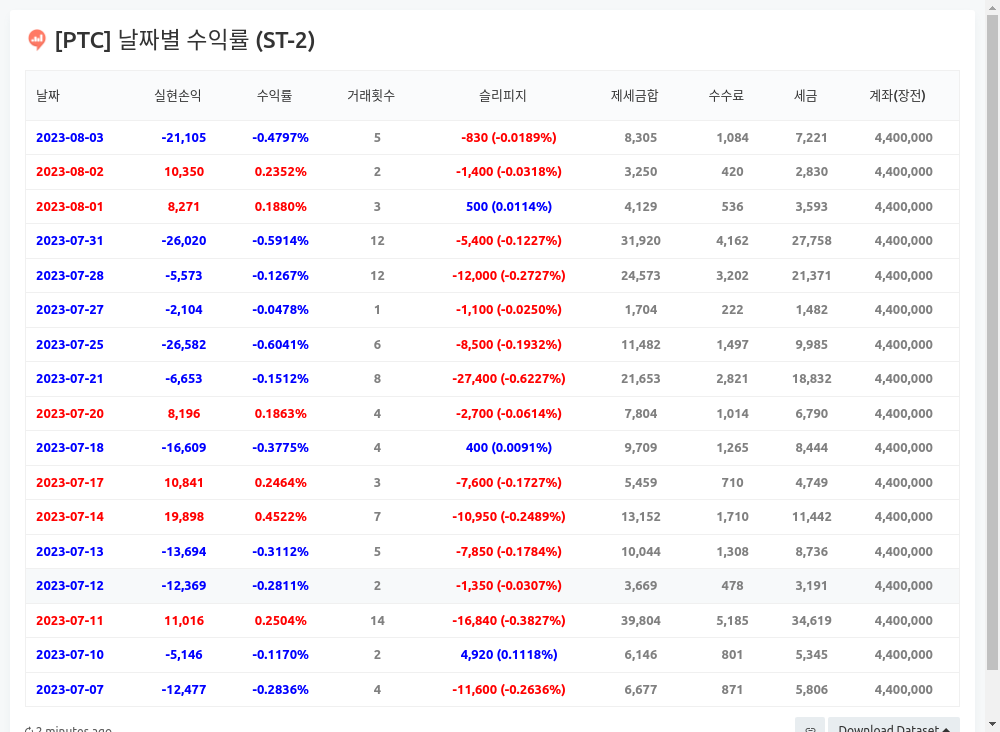 [PTC] 날짜별 수익률 (ST-2)
날짜 실현손익 수익률 거래횟수 슬리피지 제세금합 수수료 세금 계좌(장전)
2023-08-03 -21,105 -0.4797% 5 -830 (-0.0189%) 8,305 1,084 7,221 4,400,000
2023-08-02 10,350 0.2352% 2 -1,400 (-0.0318%) 3,250 420 2,830 4,400,000
2023-08-01 8,271 0.1880% 3 500 (0.0114%) 4,129 536 3,593 4,400,000
2023-07-31 -26,020 -0.5914% 12 -5,400 (-0.1227%) 31,920 4,162 27,758 4,400,000
2023-07-28 -5,573 -0.1267% 12 -12,000 (-0.2727%) 24,573 3,202 21,371 4,400,000
2023-07-27 -2,104 -0.0478% 1 -1,100 (-0.0250%) 1,704 222 1,482 4,400,000
2023-07-25 -26,582 -0.6041% 6 -8,500 (-0.1932%) 11,482 1,497 9,985 4,400,000
2023-07-21 -6,653 -0.1512% 8 -27,400 (-0.6227%) 21,653 2,821 18,832 4,400,000
2023-07-20 8,196 0.1863% 4 -2,700 (-0.0614%) 7,804 1,014 6,790 4,400,000
2023-07-18 -16,609 -0.3775% 4 400 (0.0091%) 9,709 1,265 8,444 4,400,000
2023-07-17 10,841 0.2464% 3 -7,600 (-0.1727%) 5,459 710 4,749 4,400,000
2023-07-14 19,898 0.4522% 7 -10,950 (-0.2489%) 13,152 1,710 11,442 4,400,000
2023-07-13 -13,694 -0.3112% 5 -7,850 (-0.1784%) 10,044 1,308 8,736 4,400,000
2023-07-12 -12,369 -0.2811% 2 -1,350 (-0.0307%) 3,669 478 3,191 4,400,000
2023-07-11 11,016 0.2504% 14 -16,840 (-0.3827%) 39,804 5,185 34,619 4,400,000
2023-07-10 -5,146 -0.1170% 2 4,920 (0.1118%) 6,146 801 5,345 4,400,000
2023-07-07 -12,477 -0.2836% 4 -11,600 (-0.2636%) 6,677 871 5,806 4,400,000
2 minutes ago Download Dataset